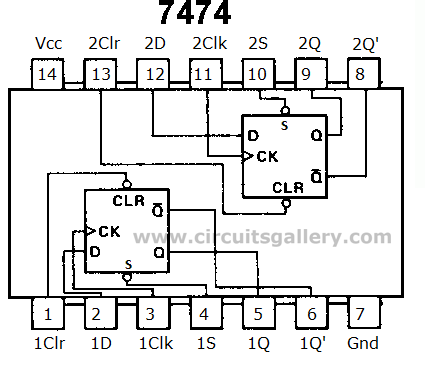 7474
Vcc 2Clr 2D 2Clk 2S 2Q 2Q'
14 13 12 11 10 9 8
S
D Q
CK
CLR Q̅
CLR Q̅
CK
D Q
S
www.circuitsgallery.com
1 2 3 4 5 6 7
1Clr 1D 1Clk 1S 1Q 1Q' Gnd